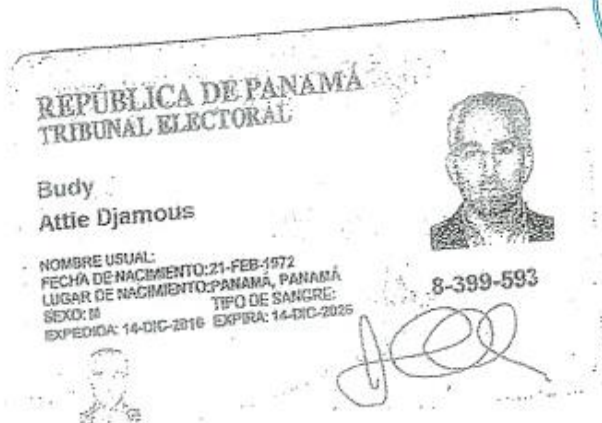 REPÚBLICA DE PANAMÁ
TRIBUNAL ELECTORAL
Budy
Attie Djamous
NOMBRE USUAL:
FECHA DE NACIMIENTO:21-FEB-1972
LUGAR DE NACIMIENTO:PANAMÁ, PANAMÁ
SEXO: M TIPO DE SANGRE:
EXPEDIDA: 14-DIC-2016 EXPIRA: 14-DIC-2026
8-399-593